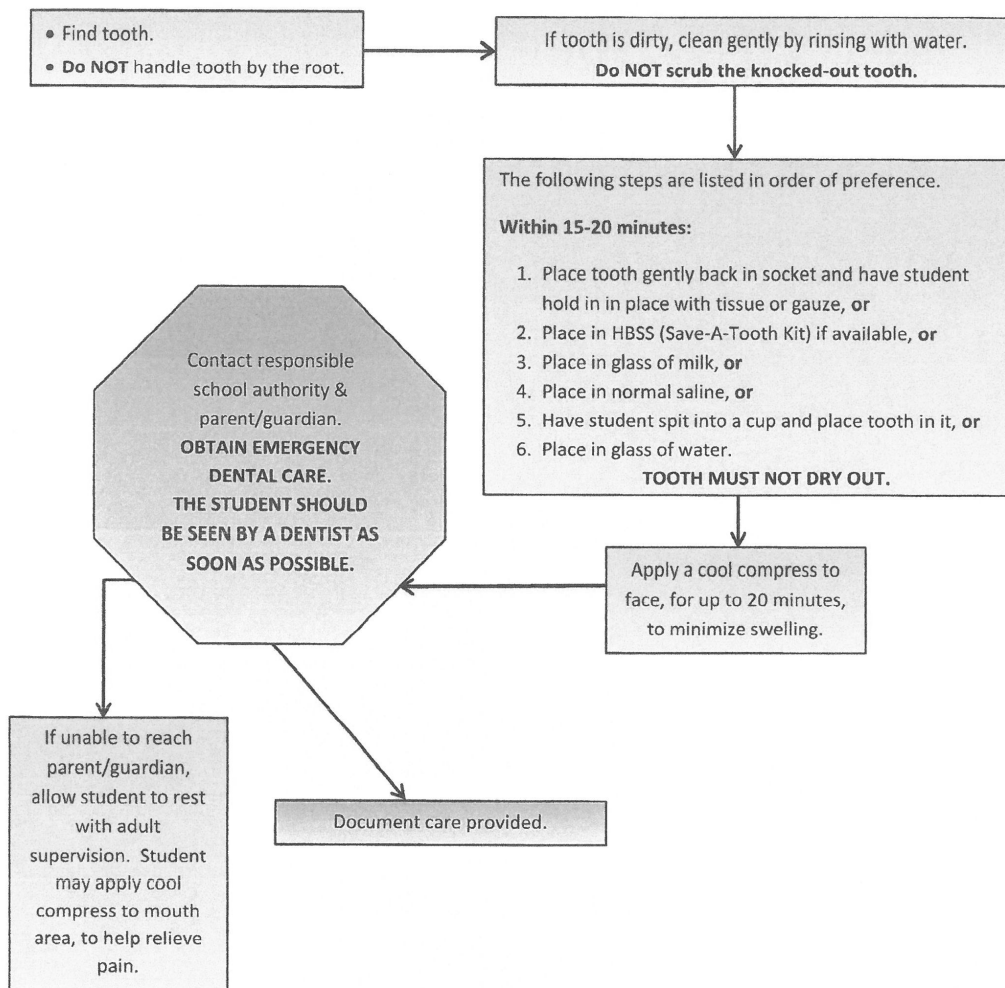 • Find tooth.
• Do NOT handle tooth by the root.
If tooth is dirty, clean gently by rinsing with water.
Do NOT scrub the knocked-out tooth.
The following steps are listed in order of preference.
Within 15-20 minutes:
1. Place tooth gently back in socket and have student
hold in in place with tissue or gauze, or
2. Place in HBSS (Save-A-Tooth Kit) if available, or
3. Place in glass of milk, or
4. Place in normal saline, or
5. Have student spit into a cup and place tooth in it, or
6. Place in glass of water.
TOOTH MUST NOT DRY OUT.
Apply a cool compress to
face, for up to 20 minutes,
to minimize swelling.
Contact responsible
school authority &
parent/guardian.
OBTAIN EMERGENCY
DENTAL CARE.
THE STUDENT SHOULD
BE SEEN BY A DENTIST AS
SOON AS POSSIBLE.
If unable to reach
parent/guardian,
allow student to rest
with adult
supervision. Student
may apply cool
compress to mouth
area, to help relieve
pain.
Document care provided.